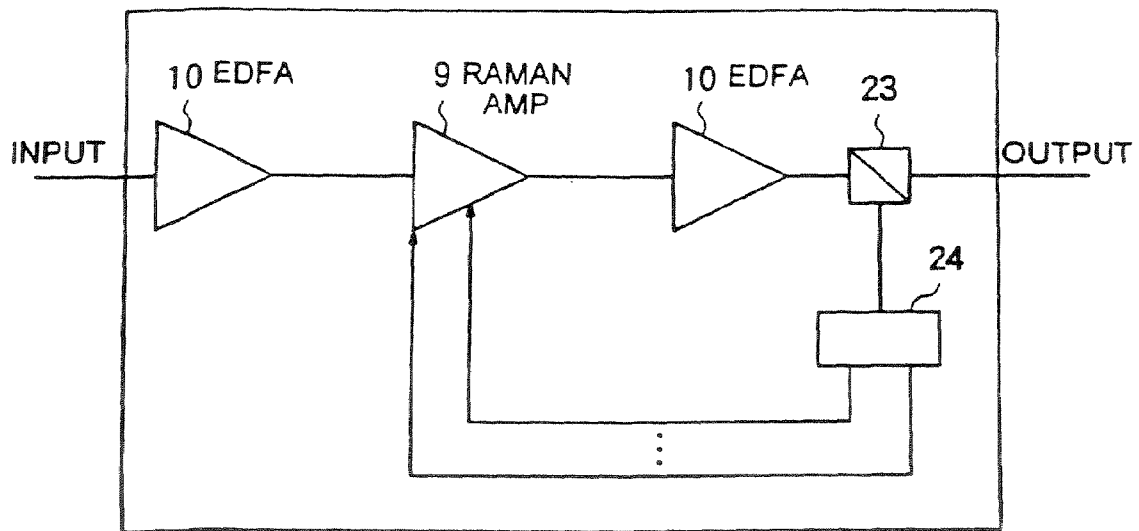 10 EDFA
9 RAMAN
AMP
10 EDFA
23
INPUT
OUTPUT
24